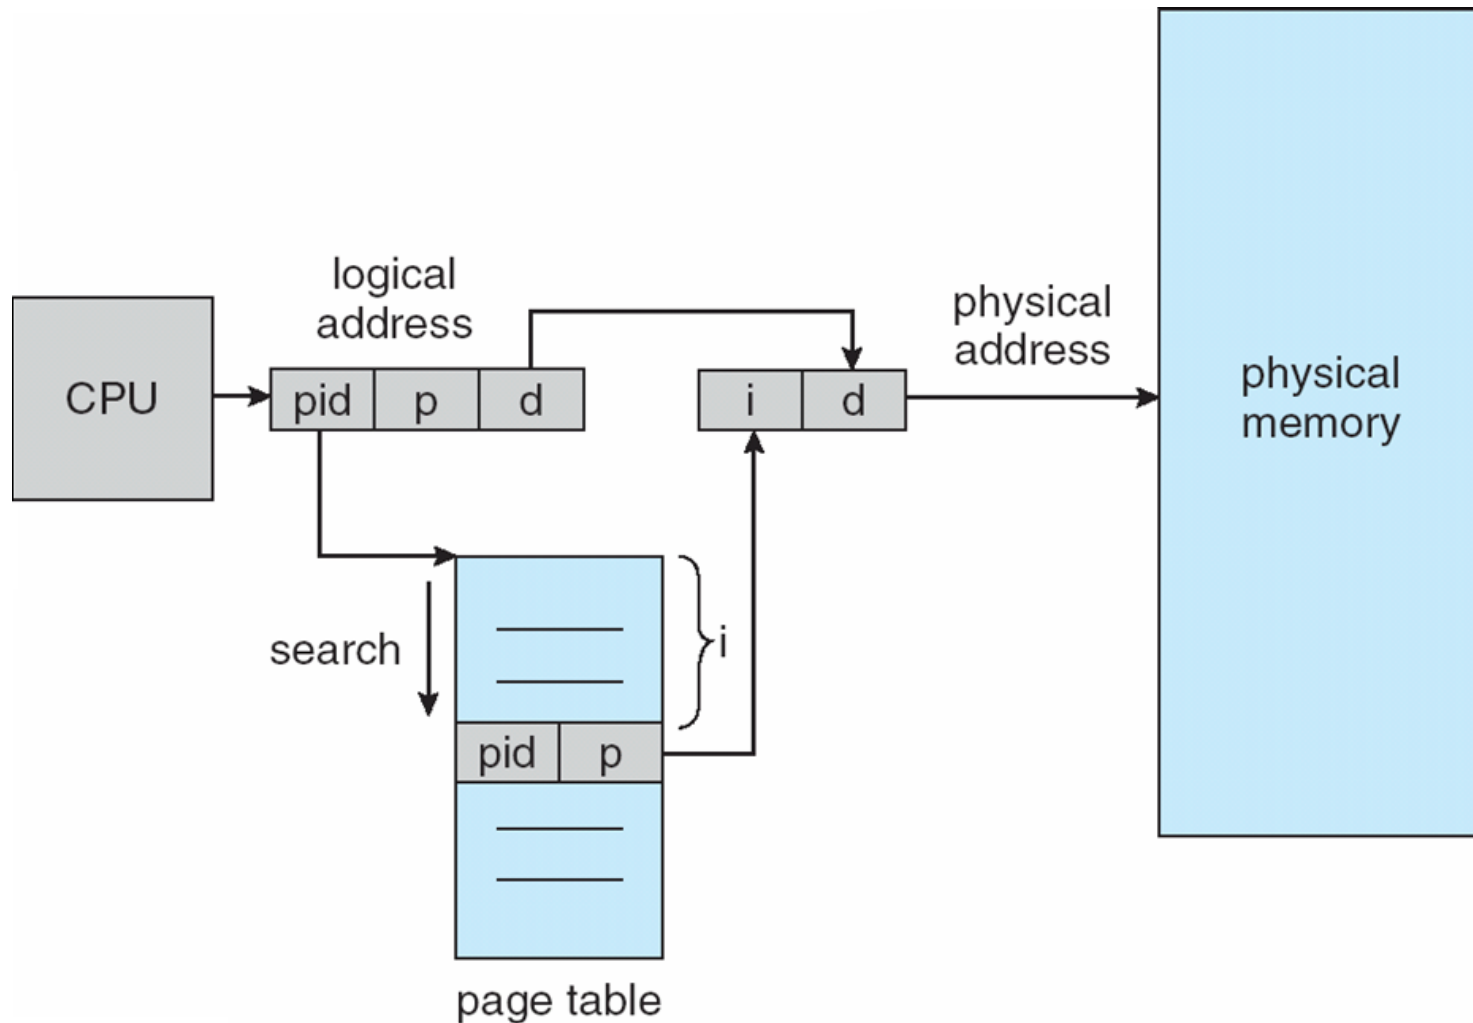 logical
address
physical
address
CPU
pid
p
d
i
d
physical
memory
search
i
pid
p
page table